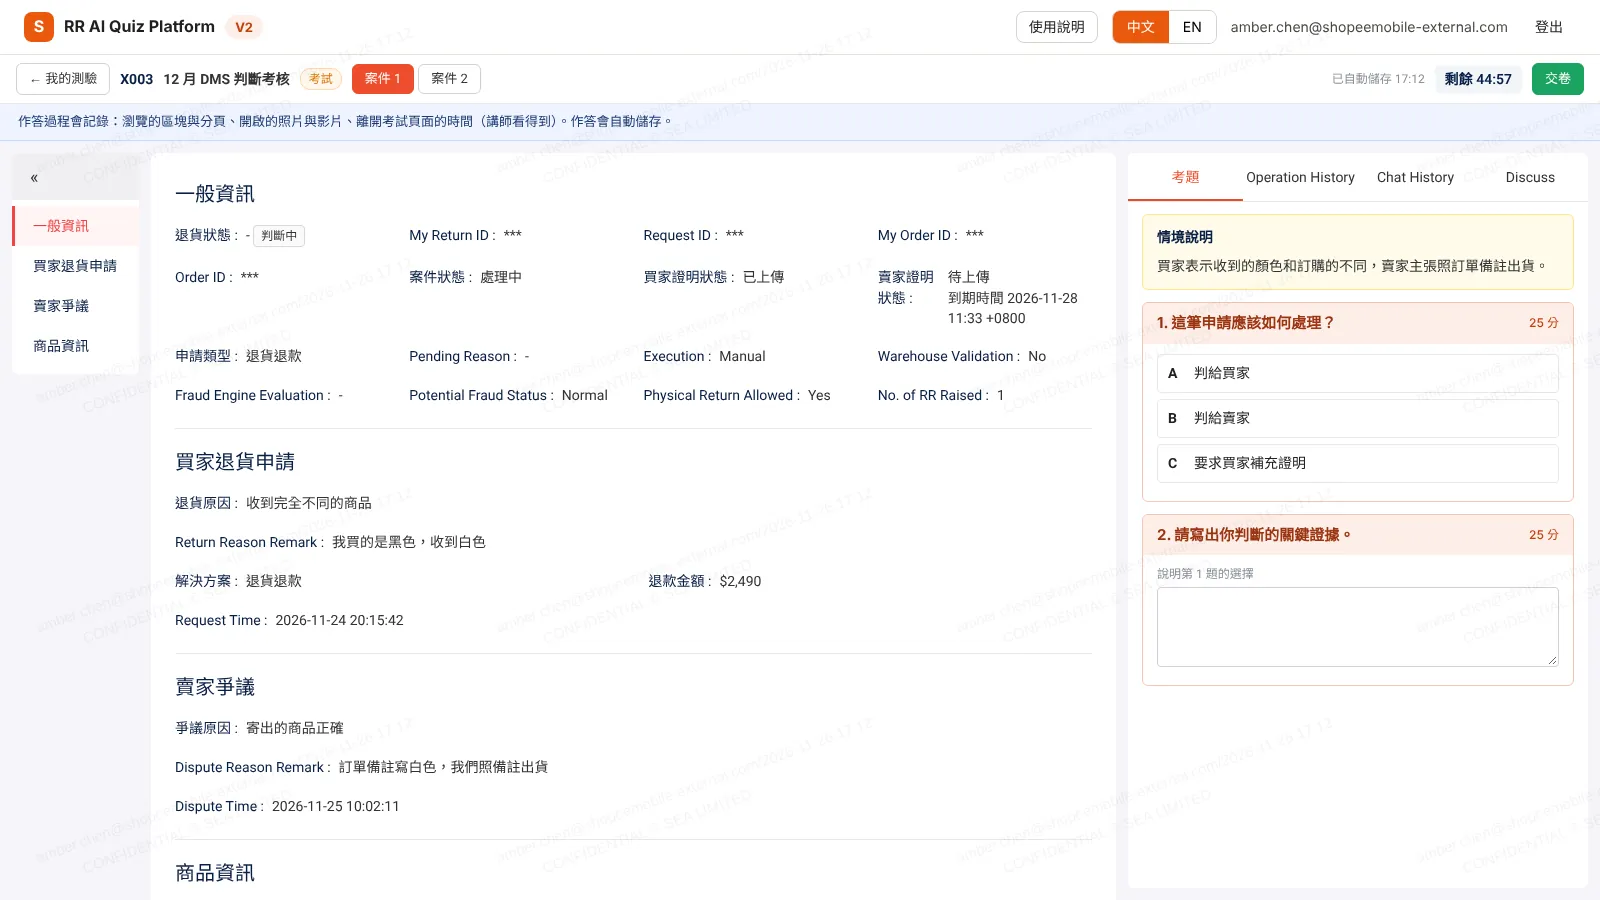 S RR AI Quiz Platform V2 使用說明 中文 EN amber.chen@shopeemobile-external.com 登出
← 我的測驗 X003 12 月 DMS 判斷考核 考試 案件 1 案件 2 已自動儲存 17:12 剩餘 44:57 交卷
作答過程會記錄：瀏覽的區塊與分頁、開啟的照片與影片、離開考試頁面的時間（講師看得到）。作答會自動儲存。
«
一般資訊
買家退貨申請
賣家爭議
商品資訊
一般資訊
退貨狀態： - 判斷中 My Return ID： *** Request ID： *** My Order ID： ***
Order ID： *** 案件狀態： 處理中 買家證明狀態： 已上傳 賣家證明狀態： 待上傳
到期時間 2026-11-28
11:33 +0800
申請類型： 退貨退款 Pending Reason： - Execution： Manual Warehouse Validation： No
Fraud Engine Evaluation： - Potential Fraud Status： Normal Physical Return Allowed： Yes No. of RR Raised： 1
買家退貨申請
退貨原因： 收到完全不同的商品
Return Reason Remark： 我買的是黑色，收到白色
解決方案： 退貨退款 退款金額： $2,490
Request Time： 2026-11-24 20:15:42
賣家爭議
爭議原因： 寄出的商品正確
Dispute Reason Remark： 訂單備註寫白色，我們照備註出貨
Dispute Time： 2026-11-25 10:02:11
商品資訊
考題 Operation History Chat History Discuss
情境說明
買家表示收到的顏色和訂購的不同，賣家主張照訂單備註出貨。
1. 這筆申請應該如何處理？ 25 分
A 判給買家
B 判給賣家
C 要求買家補充證明
2. 請寫出你判斷的關鍵證據。 25 分
說明第 1 題的選擇
amber.chen@shopeemobile-external.com/2026-11-26 17:12
CONFIDENTIAL © SEA LIMITED